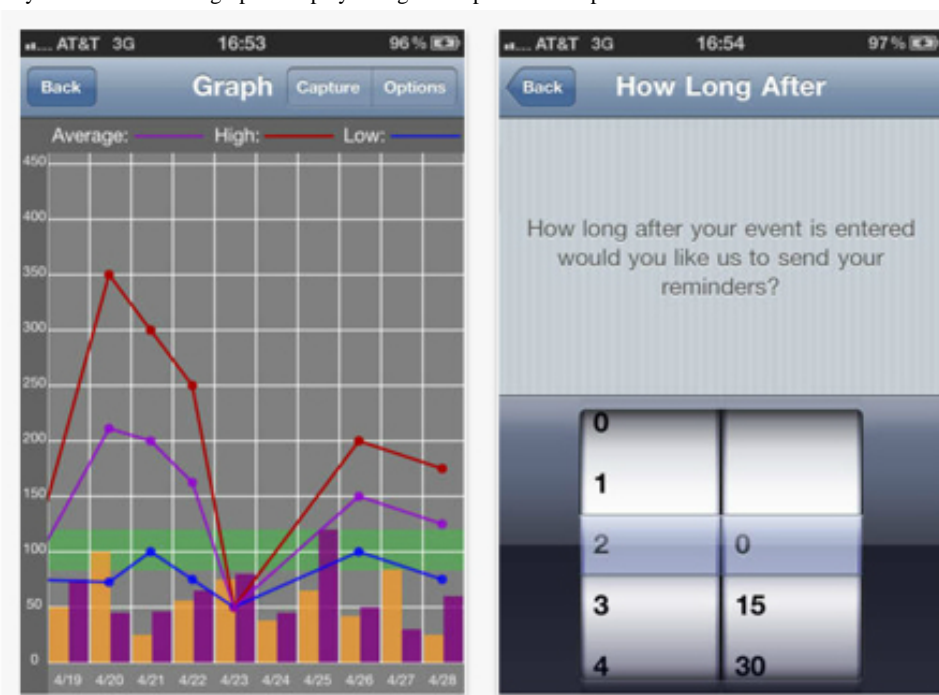 AT&T 3G 16:53 96%
Back Graph Capture Options
Average: High: Low:
450
400
350
300
250
200
150
100
50
0
4/19 4/20 4/21 4/22 4/23 4/24 4/25 4/26 4/27 4/28
AT&T 3G 16:54 97%
Back How Long After
How long after your event is entered
would you like us to send your
reminders?
0
1
2 0
3 15
4 30